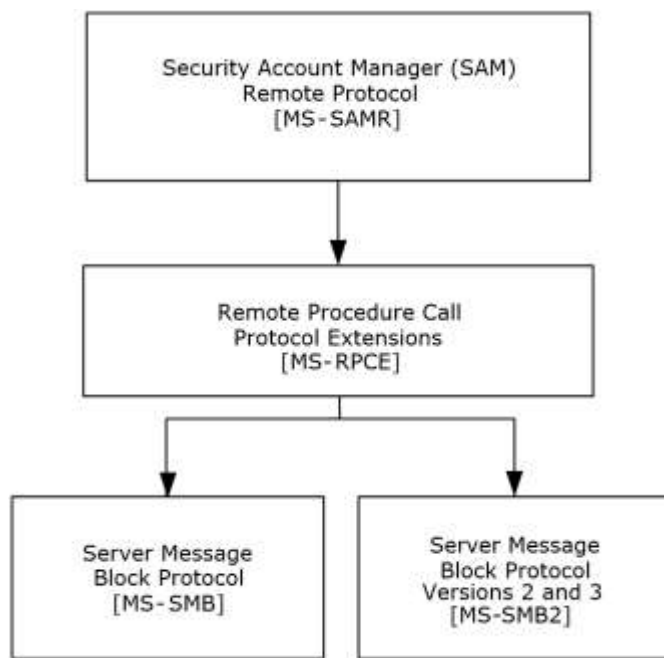 Security Account Manager (SAM)
Remote Protocol
[MS-SAMR]
Remote Procedure Call
Protocol Extensions
[MS-RPCE]
Server Message
Block Protocol
[MS-SMB]
Server Message
Block Protocol
Versions 2 and 3
[MS-SMB2]